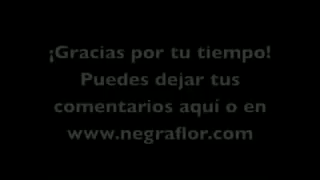 ¡Gracias por tu tiempo!
Puedes dejar tus
comentarios aquí o en
www.negraflor.com